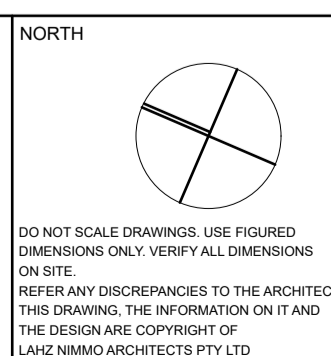 NORTH
DO NOT SCALE DRAWINGS. USE FIGURED
DIMENSIONS ONLY. VERIFY ALL DIMENSIONS
ON SITE.
REFER ANY DISCREPANCIES TO THE ARCHITEC
THIS DRAWING, THE INFORMATION ON IT AND
THE DESIGN ARE COPYRIGHT OF
LAHZ NIMMO ARCHITECTS PTY LTD